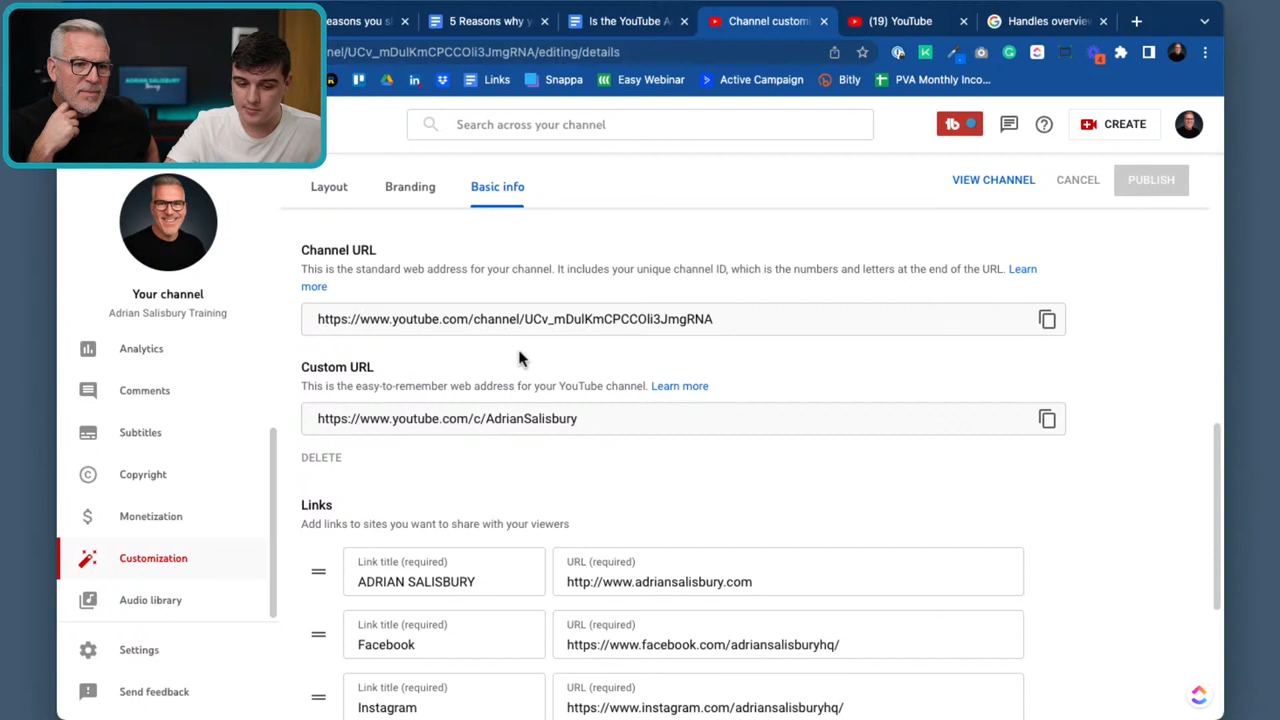 easons you s
5 Reasons why y
Is the YouTube A
Channel custom
(19) YouTube
Handles overvie
nel/UCv_mDulKmCPCCOli3JmgRNA/editing/details
Links
Snappa
Easy Webinar
Active Campaign
Bitly
PVA Monthly Inco...
4
ADRIAN SALISBURY
Search across your channel
tb
CREATE
Layout
Branding
Basic info
VIEW CHANNEL
CANCEL
PUBLISH
Your channel
Adrian Salisbury Training
Analytics
Comments
Subtitles
Copyright
Monetization
Customization
Audio library
Settings
Send feedback
Channel URL
This is the standard web address for your channel. It includes your unique channel ID, which is the numbers and letters at the end of the URL. Learn
more
https://www.youtube.com/channel/UCv_mDulKmCPCCOli3JmgRNA
Custom URL
This is the easy-to-remember web address for your YouTube channel. Learn more
https://www.youtube.com/c/AdrianSalisbury
DELETE
Links
Add links to sites you want to share with your viewers
Link title (required)
ADRIAN SALISBURY
URL (required)
http://www.adriansalisbury.com
Link title (required)
Facebook
URL (required)
https://www.facebook.com/adriansalisburyhq/
Link title (required)
Instagram
URL (required)
https://www.instagram.com/adriansalisburyhq/